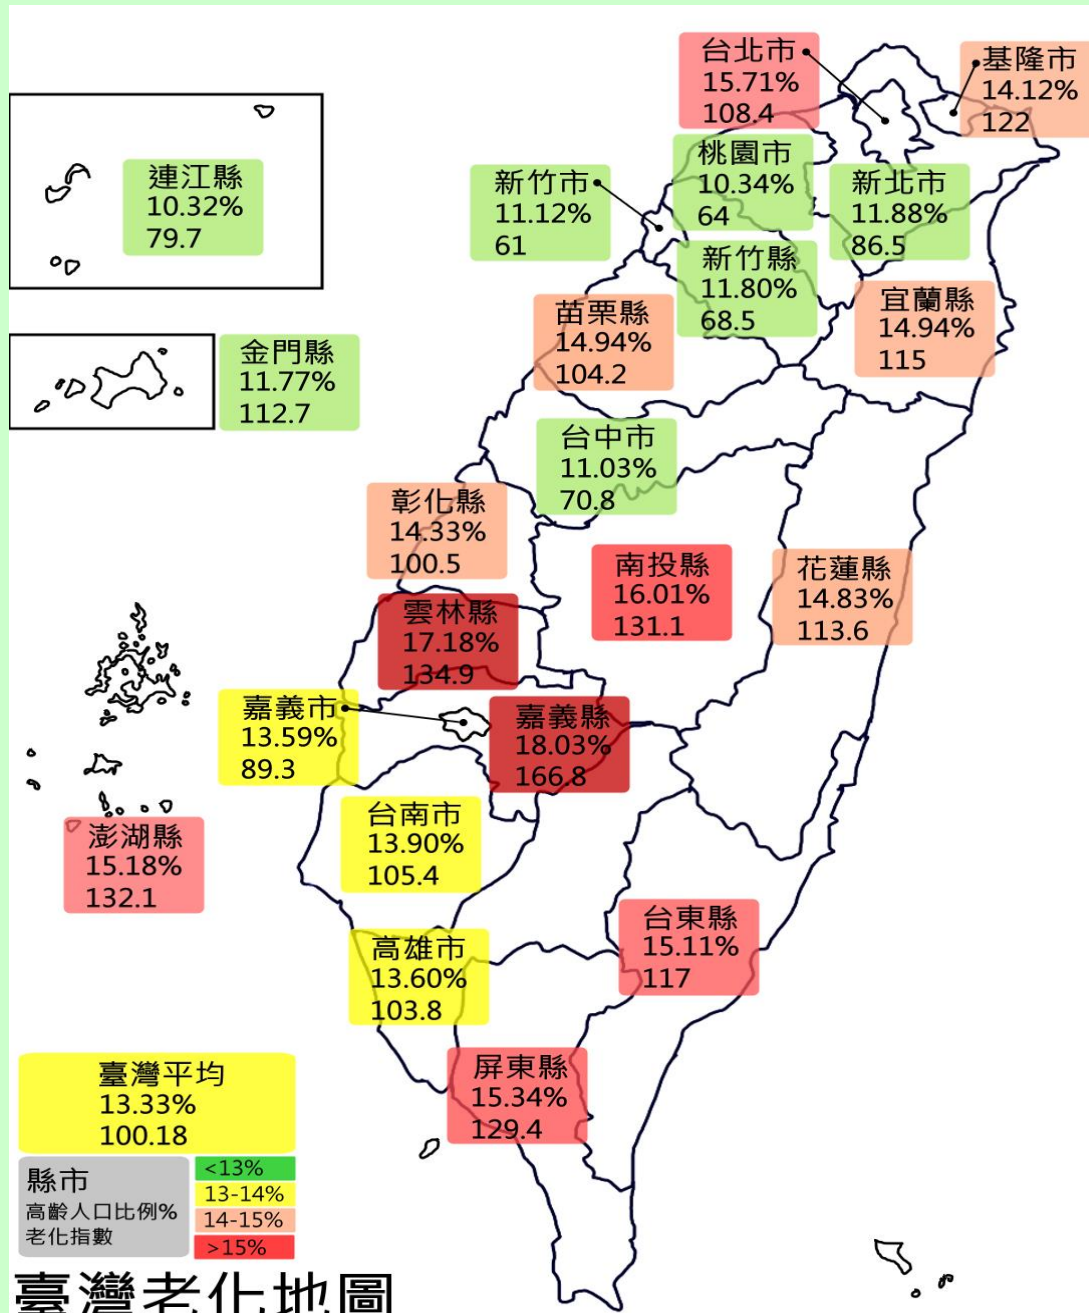 台北市
15.71%
108.4
基隆市
14.12%
122
桃園市
10.34%
64
新北市
11.88%
86.5
連江縣
10.32%
79.7
新竹市
11.12%
61
新竹縣
11.80%
68.5
苗栗縣
14.94%
104.2
宜蘭縣
14.94%
115
金門縣
11.77%
112.7
台中市
11.03%
70.8
彰化縣
14.33%
100.5
南投縣
16.01%
131.1
花蓮縣
14.83%
113.6
雲林縣
17.18%
134.9
嘉義市
13.59%
89.3
嘉義縣
18.03%
166.8
台南市
13.90%
105.4
澎湖縣
15.18%
132.1
台東縣
15.11%
117
高雄市
13.60%
103.8
屏東縣
15.34%
129.4
臺灣平均
13.33%
100.18
縣市
高齡人口比例%
老化指數
<13%
13-14%
14-15%
>15%
臺灣老化地圖